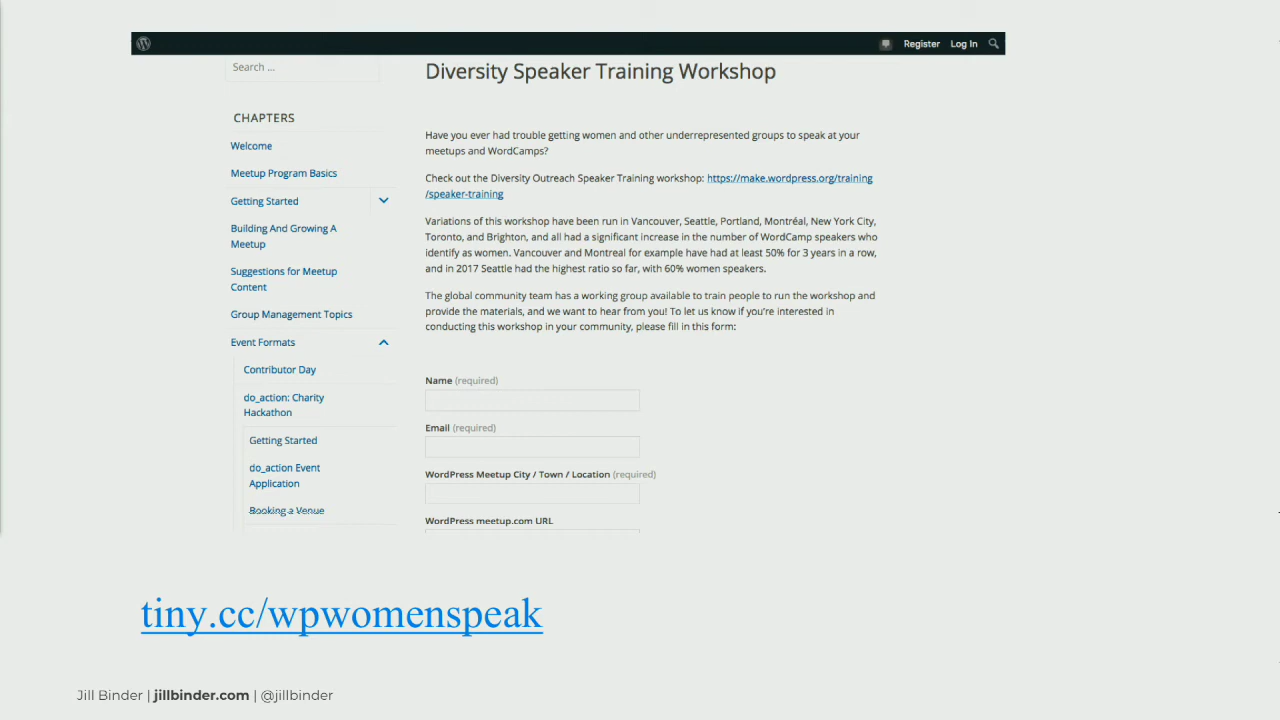 Register Log In
Search ...
CHAPTERS
Welcome
Meetup Program Basics
Getting Started
Building And Growing A
Meetup
Suggestions for Meetup
Content
Group Management Topics
Event Formats
Contributor Day
do_action: Charity
Hackathon
Getting Started
do_action Event
Application
Booking a Venue
Diversity Speaker Training Workshop
Have you ever had trouble getting women and other underrepresented groups to speak at your
meetups and WordCamps?
Check out the Diversity Outreach Speaker Training workshop: https://make.wordpress.org/training
/speaker-training
Variations of this workshop have been run in Vancouver, Seattle, Portland, Montréal, New York City,
Toronto, and Brighton, and all had a significant increase in the number of WordCamp speakers who
identify as women. Vancouver and Montreal for example have had at least 50% for 3 years in a row,
and in 2017 Seattle had the highest ratio so far, with 60% women speakers.
The global community team has a working group available to train people to run the workshop and
provide the materials, and we want to hear from you! To let us know if you're interested in
conducting this workshop in your community, please fill in this form:
Name (required)
Email (required)
WordPress Meetup City / Town / Location (required)
WordPress meetup.com URL
tiny.cc/wpwomenspeak
Jill Binder | jillbinder.com | @jillbinder